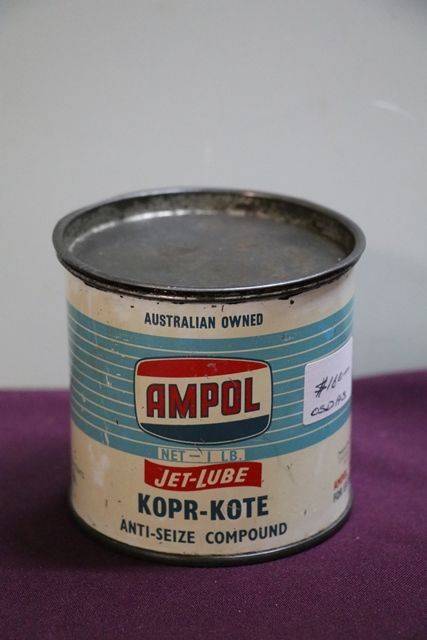 AUSTRALIAN OWNED
AMPOL
NET – 1 LB.
JET-LUBE
KOPR-KOTE
ANTI-SEIZE COMPOUND